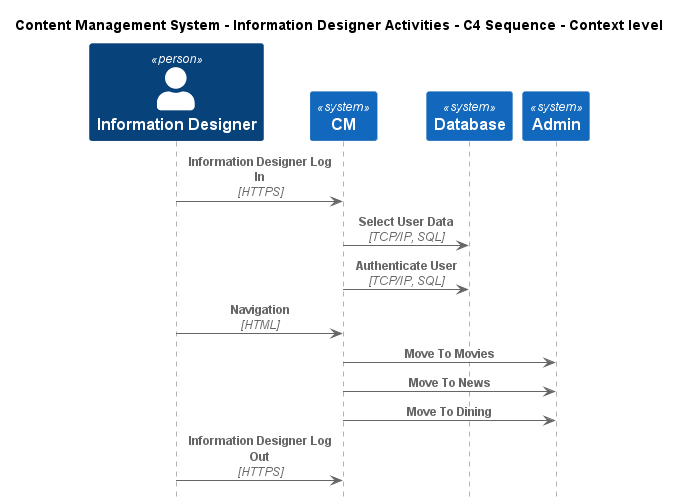 Content Management System - Information Designer Activities - C4 Sequence - Context level
«person»
Information Designer
«system»
CM
«system»
Database
«system»
Admin
Information Designer Log
In
[HTTPS]
Select User Data
[TCP/IP, SQL]
Authenticate User
[TCP/IP, SQL]
Navigation
[HTML]
Move To Movies
Move To News
Move To Dining
Information Designer Log
Out
[HTTPS]